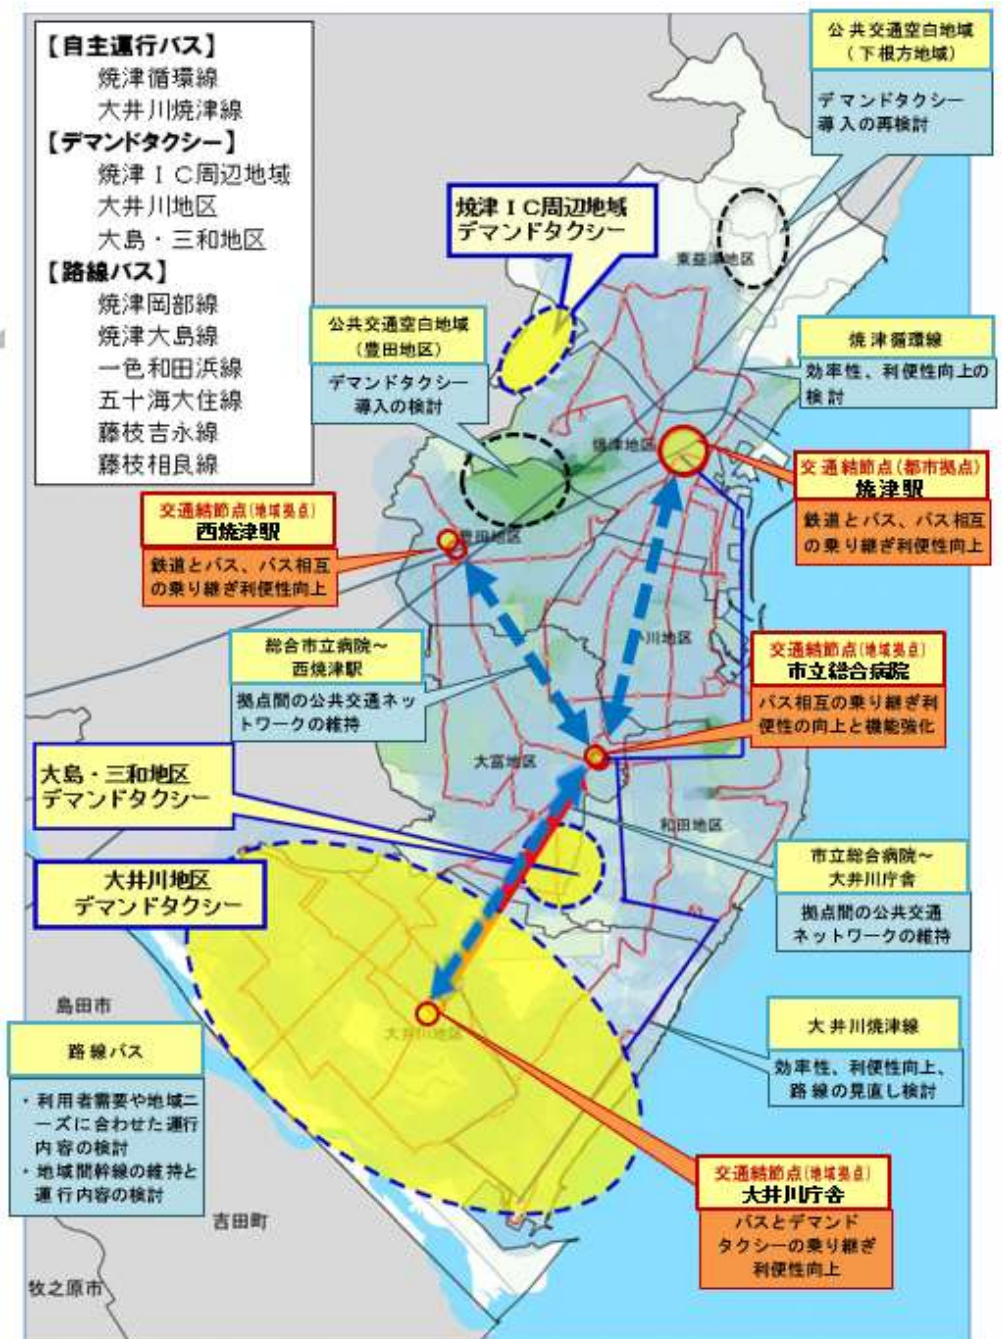 【自主運行バス】
焼津循環線
大井川焼津線
【デマンドタクシー】
焼津ＩＣ周辺地域
大井川地区
大島・三和地区
【路線バス】
焼津岡部線
焼津大島線
一色和田浜線
五十海大住線
藤枝吉永線
藤枝相良線
公共交通空白地域
（下根方地域）
デマンドタクシー
導入の再検討
焼津ＩＣ周辺地域
デマンドタクシー
東益津地区
公共交通空白地域
（豊田地区）
デマンドタクシー
導入の検討
焼津循環線
効率性、利便性向上の
検討
焼津地区
交通結節点(都市拠点)
焼津駅
鉄道とバス、バス相互
の乗り継ぎ利便性向上
交通結節点(地域拠点)
西焼津駅
鉄道とバス、バス相互
の乗り継ぎ利便性向上
豊田地区
総合市立病院～
西焼津駅
拠点間の公共交通ネッ
トワークの維持
小川地区
交通結節点(地域拠点)
市立総合病院
バス相互の乗り継ぎ利
便性の向上と機能強化
大島・三和地区
デマンドタクシー
大富地区
和田地区
大井川地区
デマンドタクシー
市立総合病院～
大井川庁舎
拠点間の公共交通
ネットワークの維持
島田市
大井川地区
大井川焼津線
効率性、利便性向上、
路線の見直し検討
路線バス
・利用者需要や地域ニ
ーズに合わせた運行
内容の検討
・地域間幹線の維持と
運行内容の検討
交通結節点(地域拠点)
大井川庁舎
バスとデマンド
タクシーの乗り継ぎ
利便性向上
吉田町
牧之原市